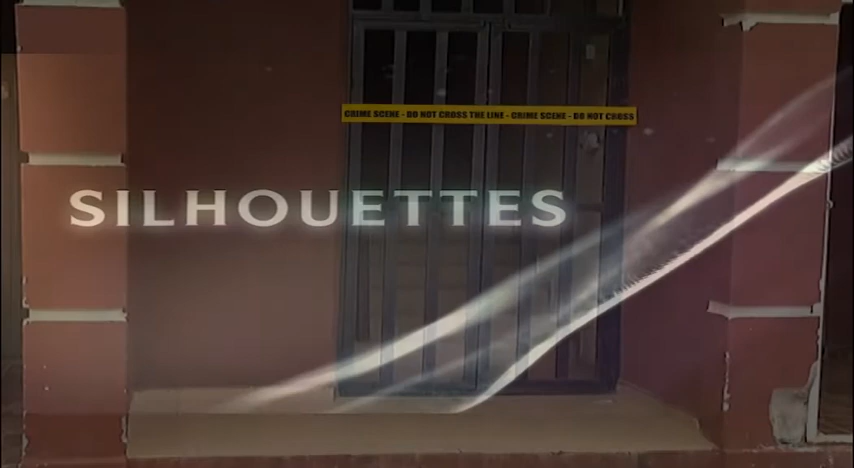 CRIME SCENE - DO NOT CROSS THE LINE - CRIME SCENE - DO NOT CROSS
SILHOUETTES